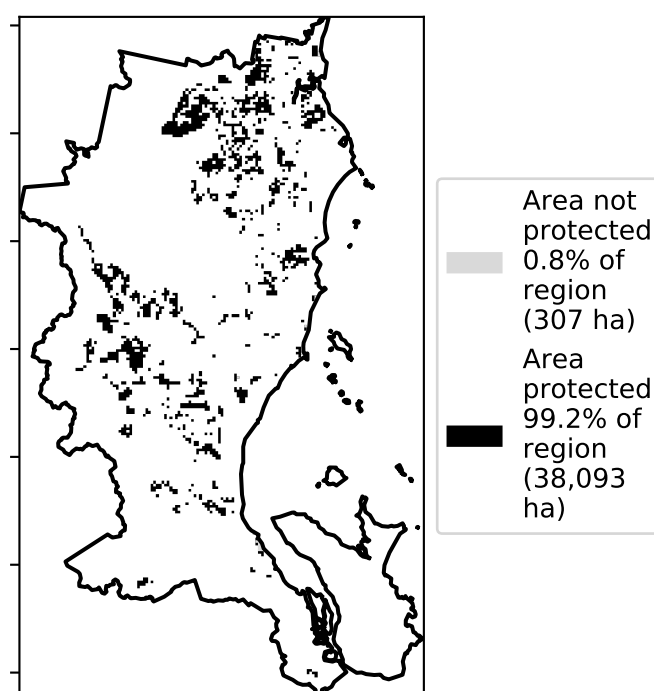 Area not
protected
0.8% of
region
(307 ha)
Area
protected
99.2% of
region
(38,093
ha)